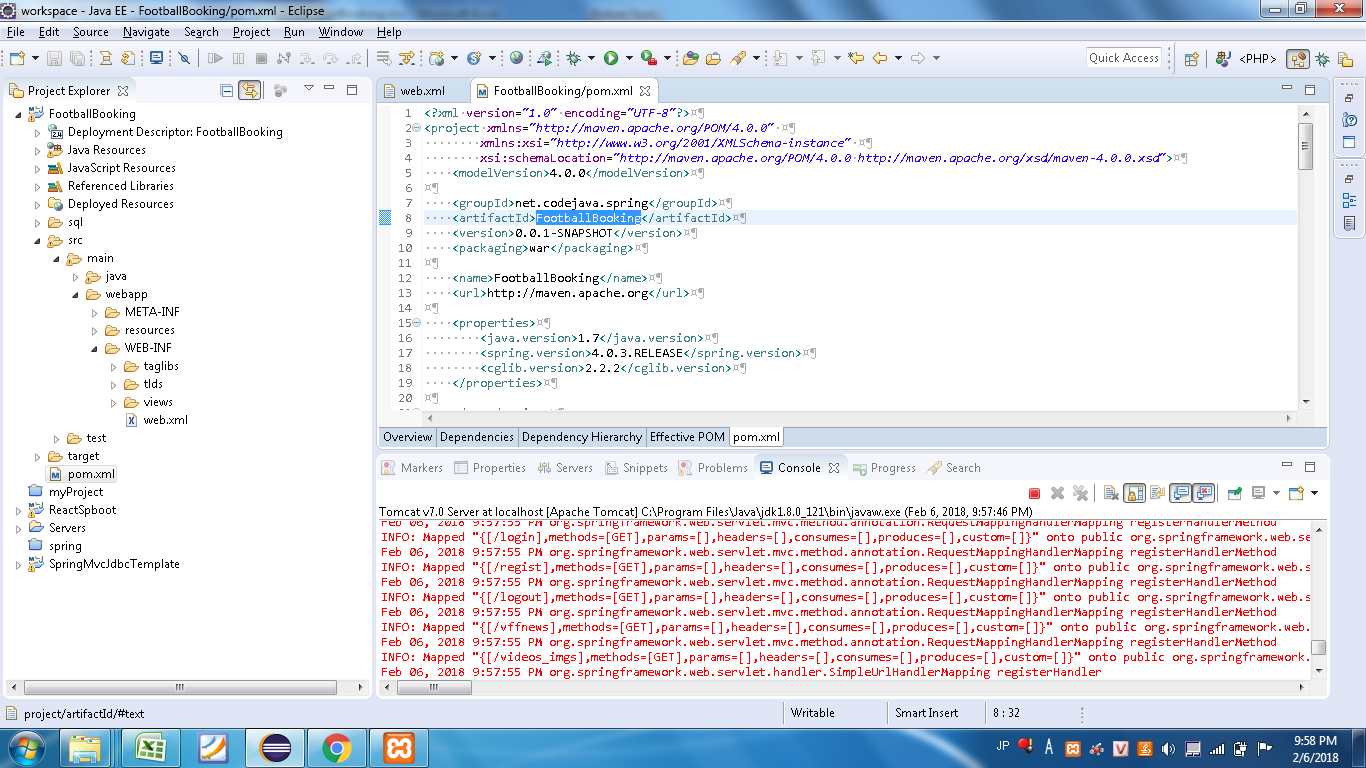 workspace - Java EE - FootballBooking/pom.xml - Eclipse
File Edit Source Navigate Search Project Run Window Help
Quick Access
<PHP>
Project Explorer
FootballBooking
Deployment Descriptor: FootballBooking
Java Resources
JavaScript Resources
Referenced Libraries
Deployed Resources
sql
src
main
java
webapp
META-INF
resources
WEB-INF
taglibs
tlds
views
web.xml
test
target
pom.xml
myProject
ReactSpboot
Servers
spring
SpringMvcJdbcTemplate
web.xml FootballBooking/pom.xml
1 <?xml version="1.0" encoding="UTF-8"?>
2 <project xmlns="http://maven.apache.org/POM/4.0.0"
3 xmlns:xsi="http://www.w3.org/2001/XMLSchema-instance"
4 xsi:schemaLocation="http://maven.apache.org/POM/4.0.0 http://maven.apache.org/xsd/maven-4.0.0.xsd">
5 <modelVersion>4.0.0</modelVersion>
6
7 <groupId>net.codejava.spring</groupId>
8 <artifactId>FootballBooking</artifactId>
9 <version>0.0.1-SNAPSHOT</version>
10 <packaging>war</packaging>
11
12 <name>FootballBooking</name>
13 <url>http://maven.apache.org</url>
14
15 <properties>
16 <java.version>1.7</java.version>
17 <spring.version>4.0.3.RELEASE</spring.version>
18 <cglib.version>2.2.2</cglib.version>
19 </properties>
20
Overview Dependencies Dependency Hierarchy Effective POM pom.xml
Markers Properties Servers Snippets Problems Console Progress Search
Tomcat v7.0 Server at localhost [Apache Tomcat] C:\Program Files\Java\jdk1.8.0_121\bin\javaw.exe (Feb 6, 2018, 9:57:46 PM)
Feb 06, 2018 9:57:55 PM org.springframework.web.servlet.mvc.method.annotation.RequestMappingHandlerMapping registerHandlerMethod
INFO: Mapped "{[/login],methods=[GET],params=[],headers=[],consumes=[],produces=[],custom=[]}" onto public org.springframework.web.se
Feb 06, 2018 9:57:55 PM org.springframework.web.servlet.mvc.method.annotation.RequestMappingHandlerMapping registerHandlerMethod
INFO: Mapped "{[/regist],methods=[GET],params=[],headers=[],consumes=[],produces=[],custom=[]}" onto public org.springframework.web.s
Feb 06, 2018 9:57:55 PM org.springframework.web.servlet.mvc.method.annotation.RequestMappingHandlerMapping registerHandlerMethod
INFO: Mapped "{[/logout],methods=[GET],params=[],headers=[],consumes=[],produces=[],custom=[]}" onto public org.springframework.web.s
Feb 06, 2018 9:57:55 PM org.springframework.web.servlet.mvc.method.annotation.RequestMappingHandlerMapping registerHandlerMethod
INFO: Mapped "{[/vffnews],methods=[GET],params=[],headers=[],consumes=[],produces=[],custom=[]}" onto public org.springframework.web.
Feb 06, 2018 9:57:55 PM org.springframework.web.servlet.mvc.method.annotation.RequestMappingHandlerMapping registerHandlerMethod
INFO: Mapped "{[/videos_imgs],methods=[GET],params=[],headers=[],consumes=[],produces=[],custom=[]}" onto public org.springframework.
Feb 06, 2018 9:57:55 PM org.springframework.web.servlet.handler.SimpleUrlHandlerMapping registerHandler
project/artifactId/#text
Writable Smart Insert 8 : 32
JP
9:58 PM
2/6/2018